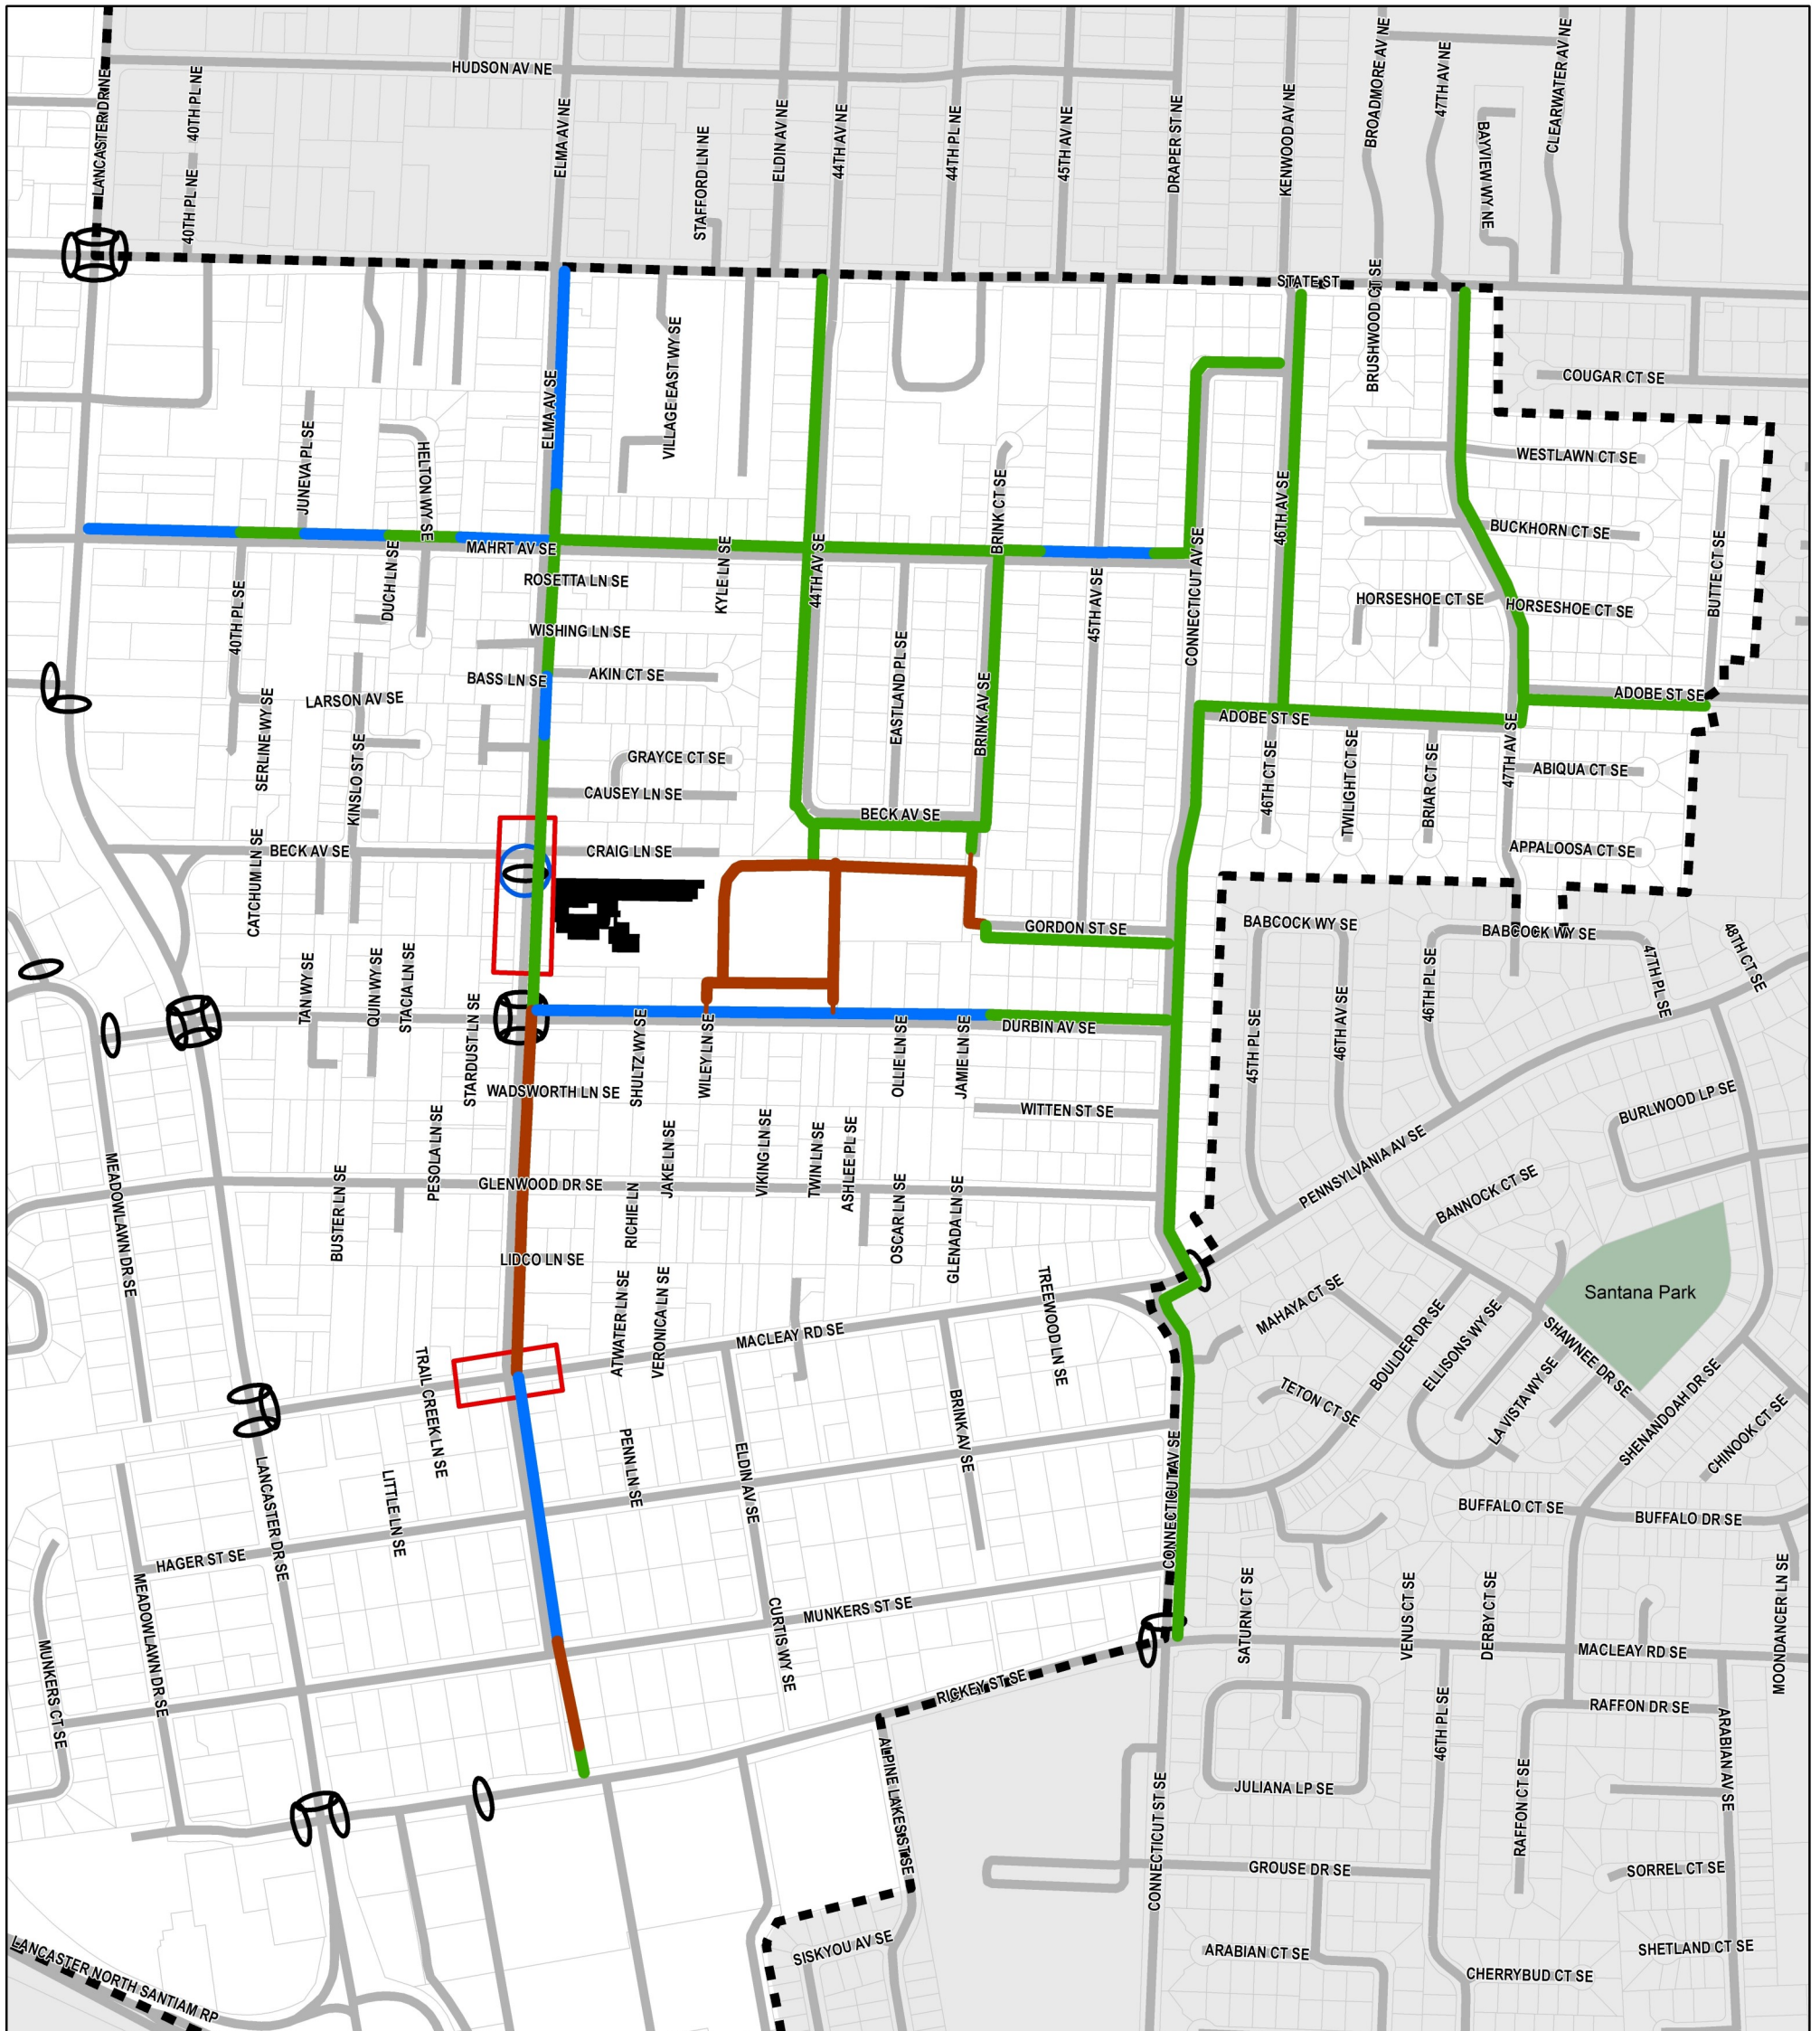 HUDSON AV NE
LANCASTER DR NE
40TH PL NE
40TH PL NE
ELMA AV NE
STAFFORD LN NE
ELDIN AV NE
44TH AV NE
44TH PL NE
45TH AV NE
DRAPER ST NE
KENWOOD AV NE
BROADMORE AV NE
47TH AV NE
BAYVIEW WY NE
CLEARWATER AV NE
STATE ST
BRUSHWOOD CT SE
COUGAR CT SE
ELMA AV SE
VILLAGE EAST WY SE
JUNEVA PL SE
HELTON WY SE
BRINK CT SE
46TH AV SE
WESTLAWN CT SE
BUCKHORN CT SE
BUTTE CT SE
MAHRT AV SE
ROSETTA LN SE
KYLE LN SE
44TH AV SE
CONNECTICUT AV SE
45TH AV SE
DUCH LN SE
40TH PL SE
HORSESHOE CT SE
HORSESHOE CT SE
WISHING LN SE
BASS LN SE
AKIN CT SE
EASTLAND PL SE
BRINK AV SE
LARSON AV SE
SERLINE WY SE
KINSLO ST SE
ADOBE ST SE
ADOBE ST SE
GRAYCE CT SE
CAUSEY LN SE
46TH CT SE
TWILIGHT CT SE
BRIAR CT SE
47TH AV SE
ABIQUA CT SE
BECK AV SE
BECK AV SE
CRAIG LN SE
CATCHUM LN SE
APPALOOSA CT SE
GORDON ST SE
BABCOCK WY SE
BABCOCK WY SE
48TH CT SE
47TH PL SE
46TH PL SE
46TH AV SE
45TH PL SE
TAN WY SE
QUIN WY SE
STACIA LN SE
STARDUST LN SE
DURBIN AV SE
SHULTZ WY SE
WILEY LN SE
OLLIE LN SE
JAMIE LN SE
WADSWORTH LN SE
WITTEN ST SE
BURLWOOD LP SE
PENNSYLVANIA AV SE
BANNOCK CT SE
MEADOWLAWN DR SE
BUSTER LN SE
PESOLA LN SE
GLENWOOD DR SE
RICHIE LN
JAKE LN SE
VIKING LN SE
TWIN LN SE
ASHLEE PL SE
OSCAR LN SE
GLENADA LN SE
LIDCO LN SE
ATWATER LN SE
VERONICA LN SE
TREEWOOD LN SE
MACLEAY RD SE
Santana Park
MAHAYA CT SE
BOULDER DR SE
ELLISONS WY SE
SHAWNEE DR SE
LA VISTA WY SE
TETON CT SE
SHENANDOAH DR SE
CHINOOK CT SE
TRAIL CREEK LN SE
LITTLE LN SE
LANCASTER DR SE
PENN LN SE
ELDIN AV SE
BRINK AV SE
CONNECTICUT AV SE
BUFFALO CT SE
BUFFALO DR SE
HAGER ST SE
MEADOWLAWN DR SE
MUNKERS CT SE
CURTIS WY SE
MUNKERS ST SE
SATURN CT SE
VENUS CT SE
DERBY CT SE
MOONDANCER LN SE
MACLEAY RD SE
RICKEY ST SE
RAFFON DR SE
ARABIAN AV SE
46TH PL SE
RAFFON CT SE
ALPINE LAKES ST SE
CONNECTICUT ST SE
JULIANA LP SE
GROUSE DR SE
SORREL CT SE
SISKYOU AV SE
ARABIAN CT SE
SHETLAND CT SE
CHERRYBUD CT SE
LANCASTER NORTH SANTIAM RP